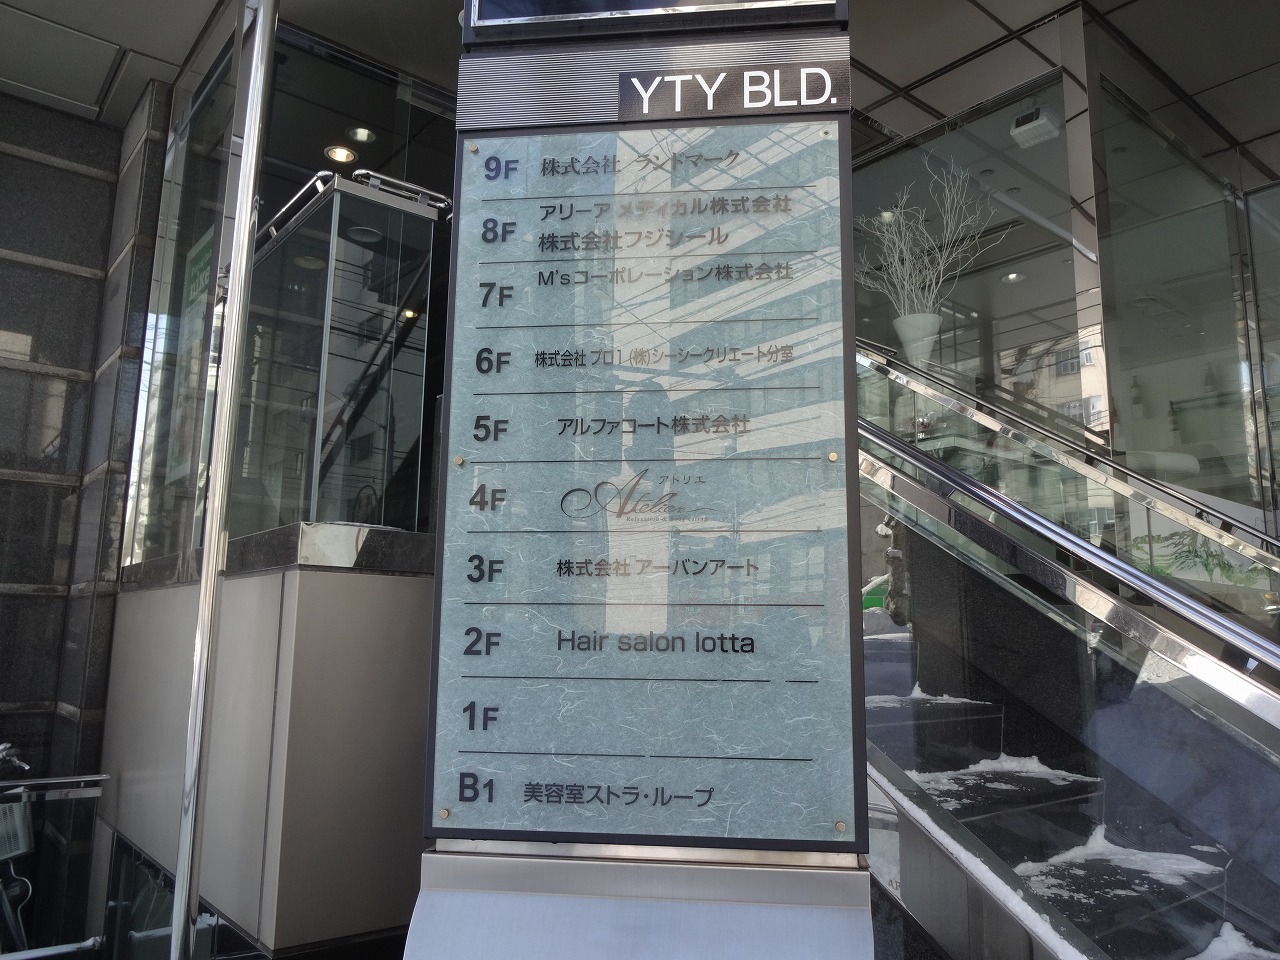 YTY BLD.
9F 株式会社 ランドマーク
8F アリーア メディカル株式会社
株式会社フジシール
7F M'sコーポレーション株式会社
6F 株式会社 プロ1 (株)シーシークリエート分室
5F アルファコート株式会社
アトリエ
4F Atelier
Relaxation & Body caring
3F 株式会社 アーバンアート
2F Hair salon lotta
1F
B1 美容室ストラ・ループ